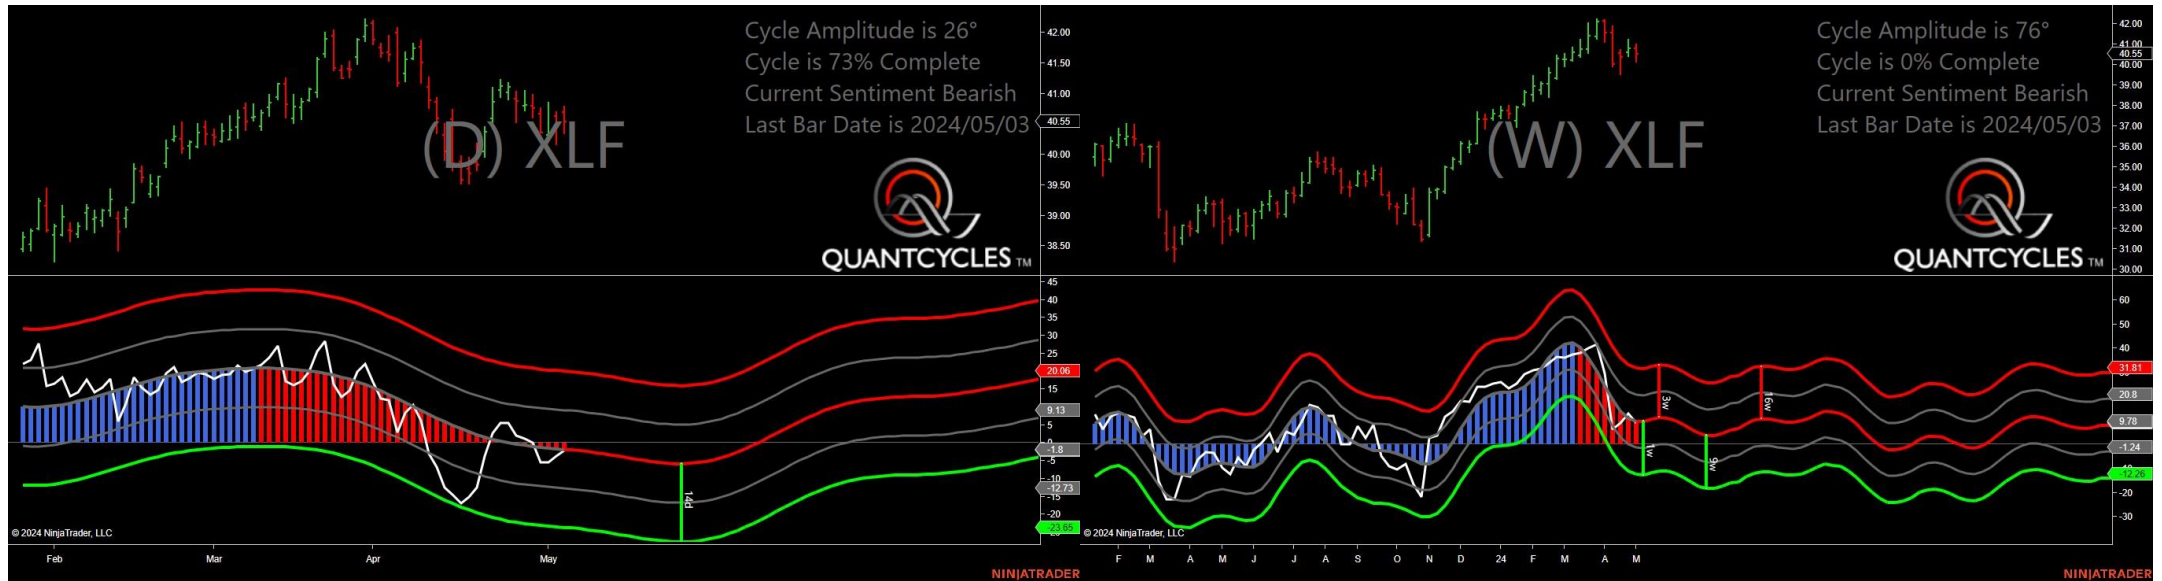 Cycle Amplitude is 26°
Cycle is 73% Complete
Current Sentiment Bearish
Last Bar Date is 2024/05/03
(D) XLF
QUANTCYCLES TM
42.00
41.50
41.00
40.55
40.00
39.50
39.00
38.50
45
40
35
30
25
20.06
15
9.13
5
0
-1.8
-5
-10
-12.73
-15
-20
-23.65
14d
© 2024 NinjaTrader, LLC
Feb Mar Apr May
NINJATRADER
Cycle Amplitude is 76°
Cycle is 0% Complete
Current Sentiment Bearish
Last Bar Date is 2024/05/03
(W) XLF
QUANTCYCLES TM
42.00
41.00
40.55
40.00
38.00
37.00
36.00
35.00
34.00
33.00
32.00
31.00
30.00
60
50
40
31.81
20.8
9.78
-1.24
-12.26
-20
-30
3w
16w
1w
9w
© 2024 NinjaTrader, LLC
F M A M J J A S O N D 24 F M A M
NINJATRADER